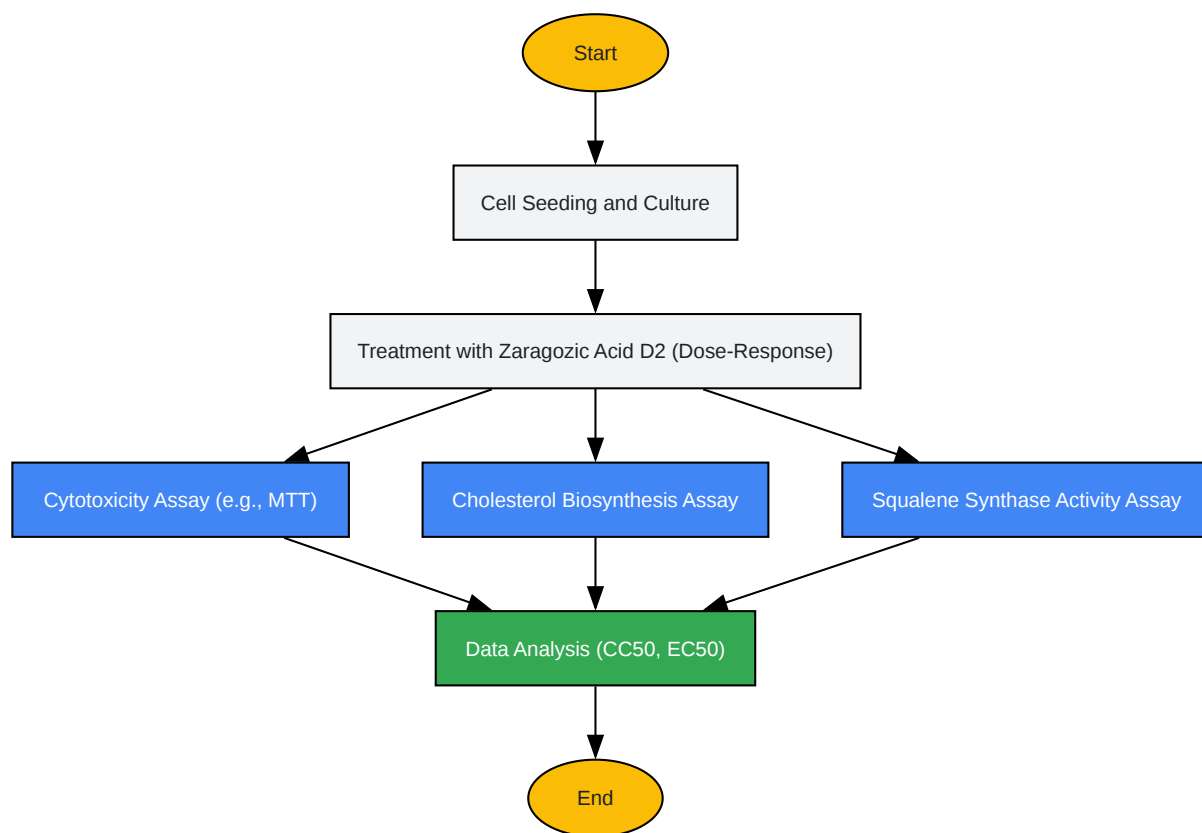 Start
Cell Seeding and Culture
Treatment with Zaragozic Acid D2 (Dose-Response)
Cytotoxicity Assay (e.g., MTT)
Cholesterol Biosynthesis Assay
Squalene Synthase Activity Assay
Data Analysis (CC50, EC50)
End